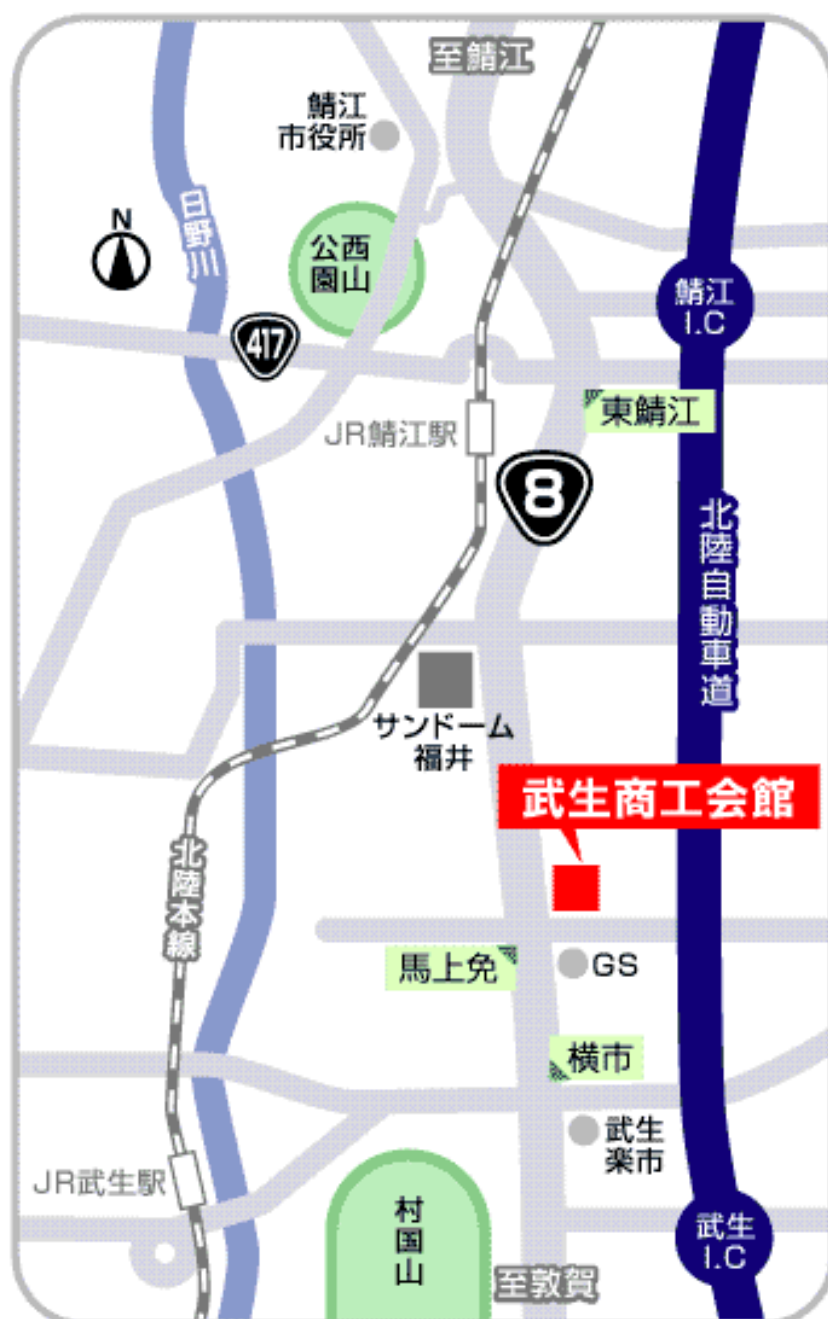 至鯖江
鯖江
市役所
N
日野川
公西
園山
417
鯖江
I.C
東鯖江
JR鯖江駅
8
北陸自動車道
サンドーム
福井
武生商工会館
北陸本線
馬上免
GS
横市
武生
楽市
JR武生駅
村国山
武生
I.C
至敦賀